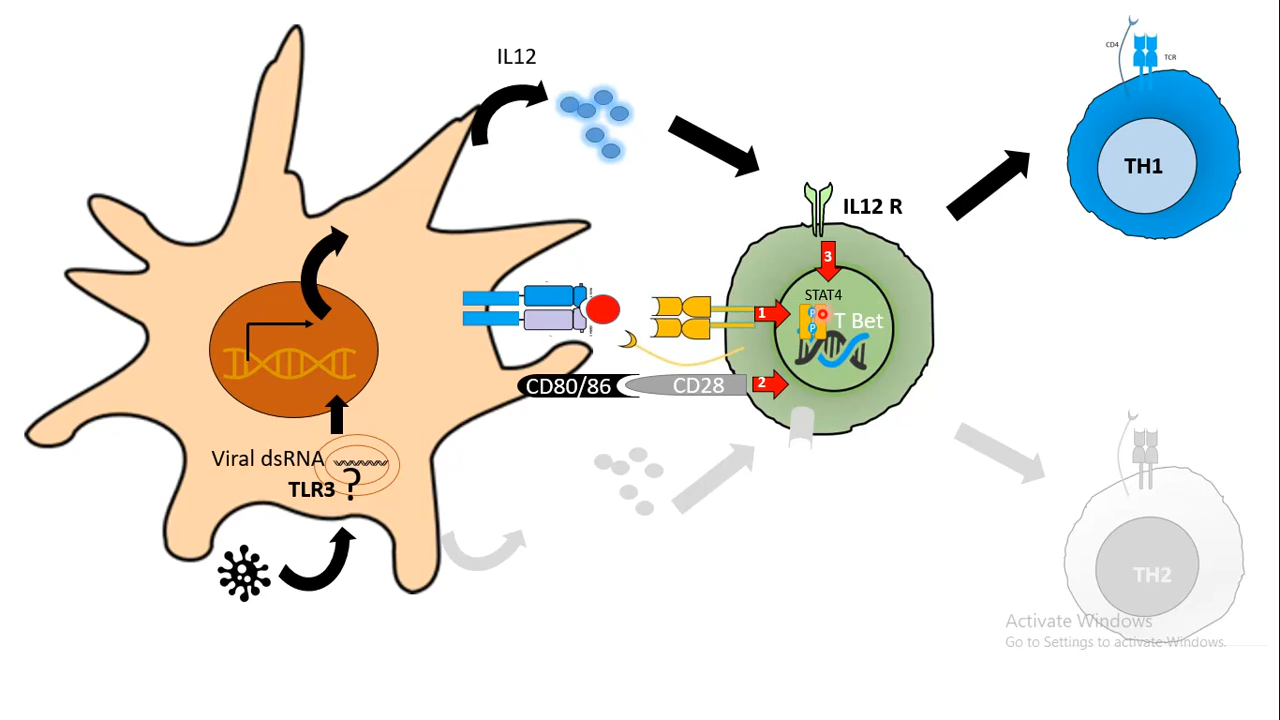 IL12
CD4
TCR
TH1
IL12 R
3
STAT4
1
P
T Bet
P
CD80/86
CD28
2
Viral dsRNA
TLR3
?
TH2
Activate Windows
Go to Settings to activate Windows.